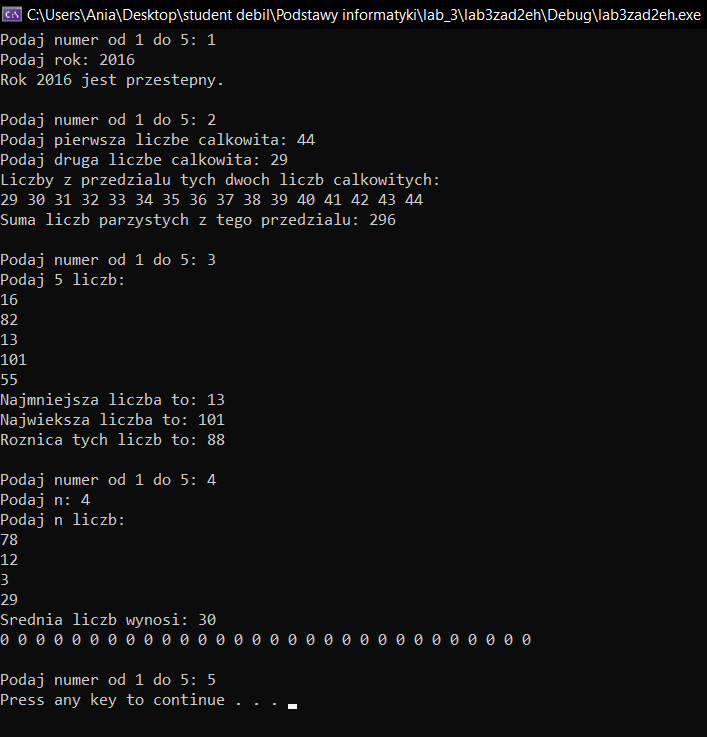 C:\Users\Ania\Desktop\student debil\Podstawy informatyki\lab_3\lab3zad2eh\Debug\lab3zad2eh.exe
Podaj numer od 1 do 5: 1
Podaj rok: 2016
Rok 2016 jest przestepny.
Podaj numer od 1 do 5: 2
Podaj pierwsza liczbe calkowita: 44
Podaj druga liczbe calkowita: 29
Liczby z przedzialu tych dwoch liczb calkowitych:
29 30 31 32 33 34 35 36 37 38 39 40 41 42 43 44
Suma liczb parzystych z tego przedzialu: 296
Podaj numer od 1 do 5: 3
Podaj 5 liczb:
16
82
13
101
55
Najmniejsza liczba to: 13
Najwieksza liczba to: 101
Roznica tych liczb to: 88
Podaj numer od 1 do 5: 4
Podaj n: 4
Podaj n liczb:
78
12
3
29
Srednia liczb wynosi: 30
0 0 0 0 0 0 0 0 0 0 0 0 0 0 0 0 0 0 0 0 0 0 0 0 0 0 0 0 0 0
Podaj numer od 1 do 5: 5
Press any key to continue . . .